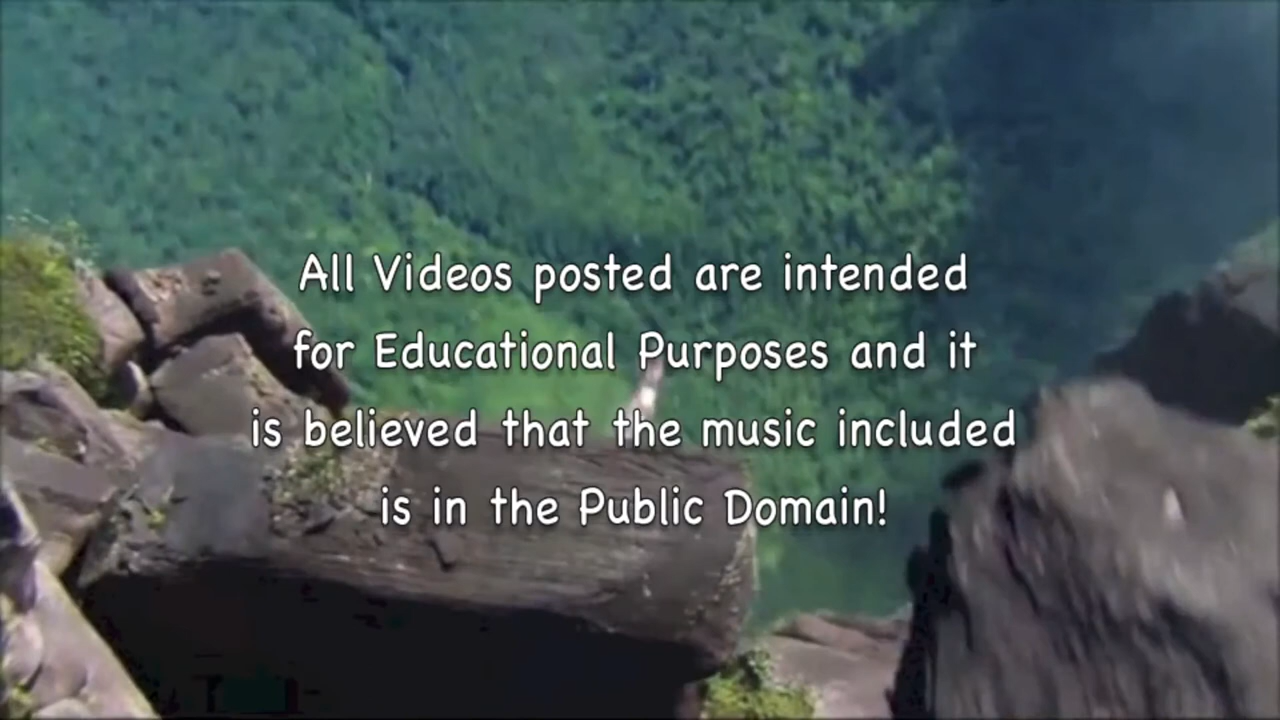 All Videos posted are intended
for Educational Purposes and it
is believed that the music included
is in the Public Domain!